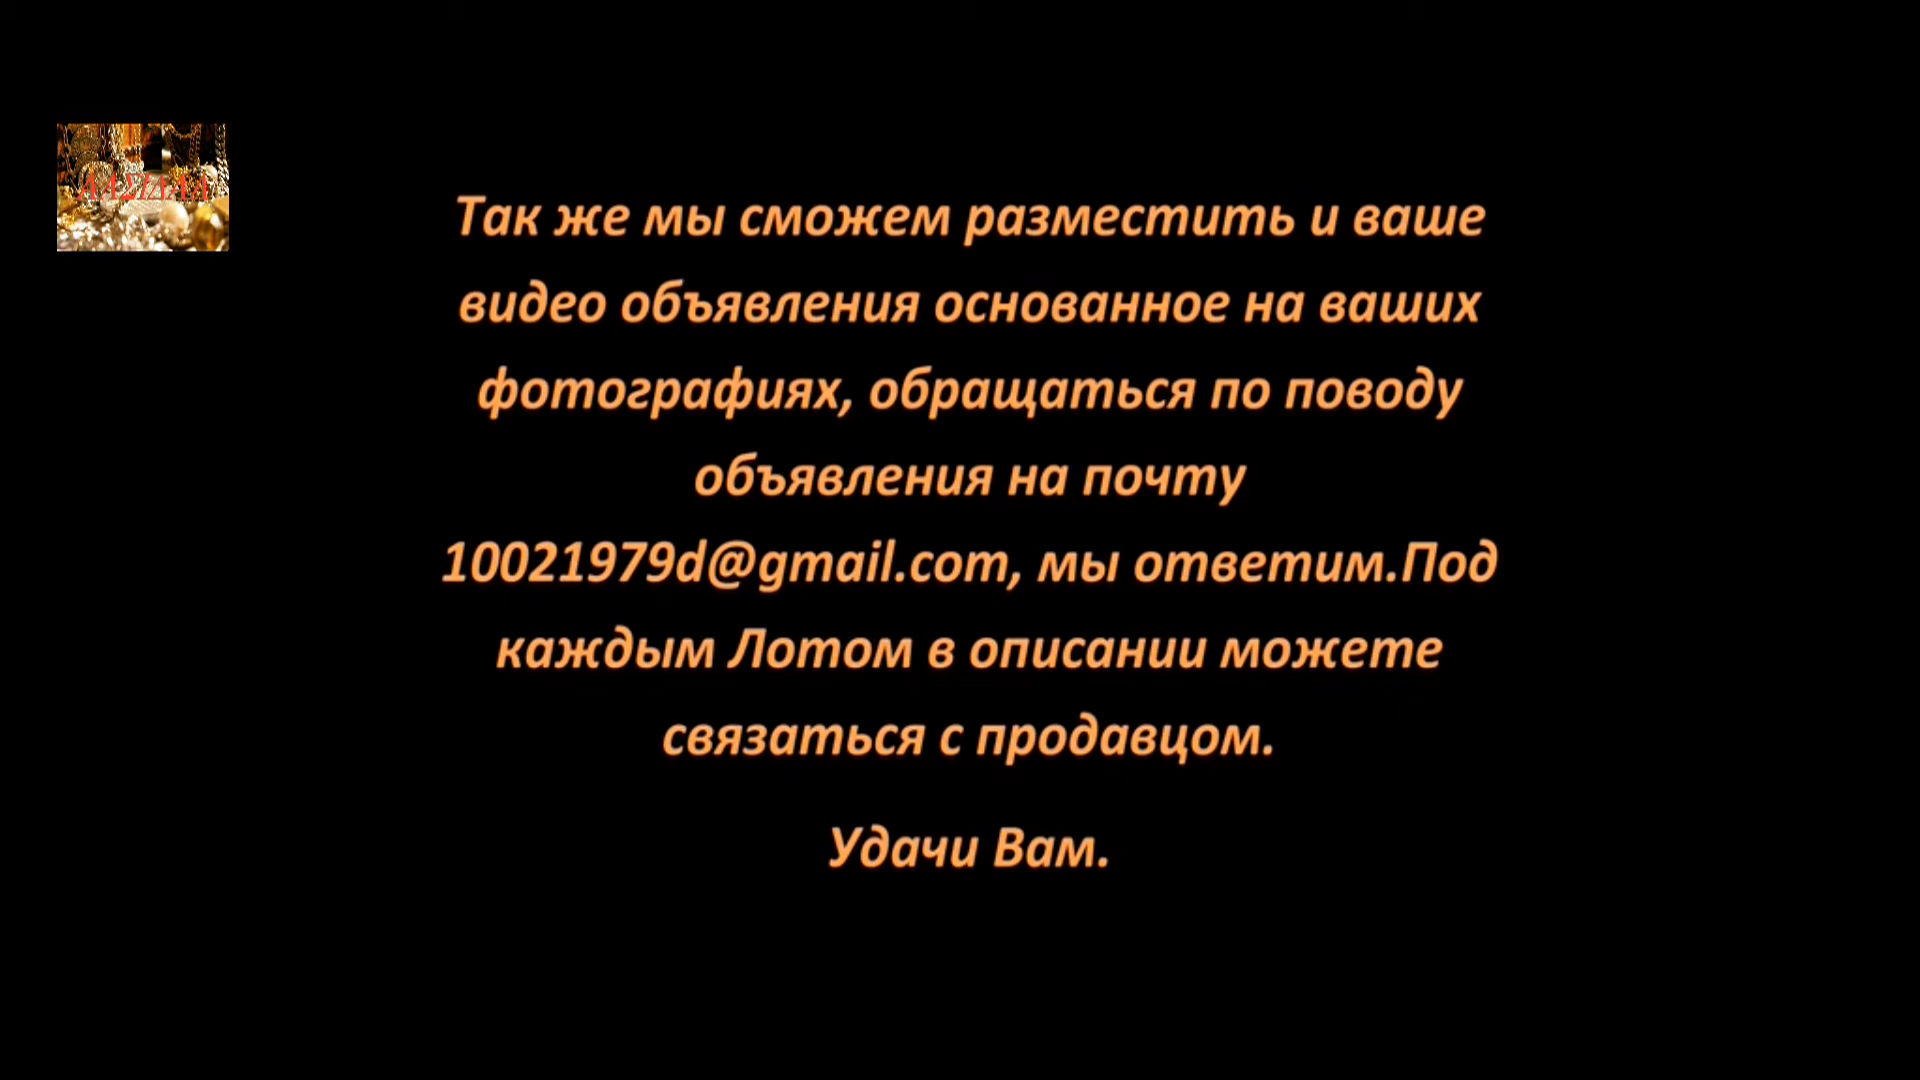 Так же мы сможем разместить и ваше
видео объявления основанное на ваших
фотографиях, обращаться по поводу
объявления на почту
10021979d@gmail.com, мы ответим.Под
каждым Лотом в описании можете
связаться с продавцом.
Удачи Вам.